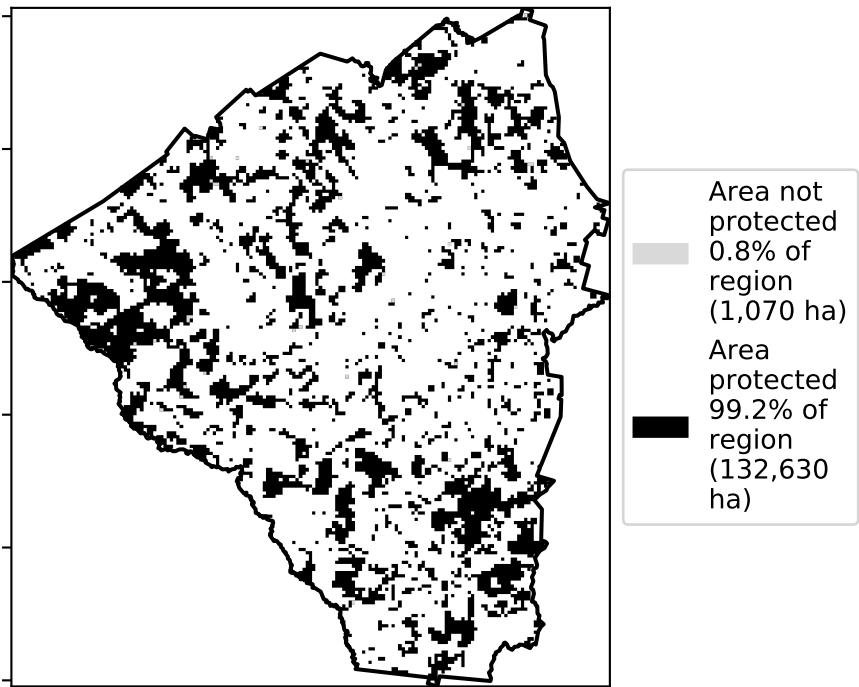 Area not
protected
0.8% of
region
(1,070 ha)
Area
protected
99.2% of
region
(132,630
ha)